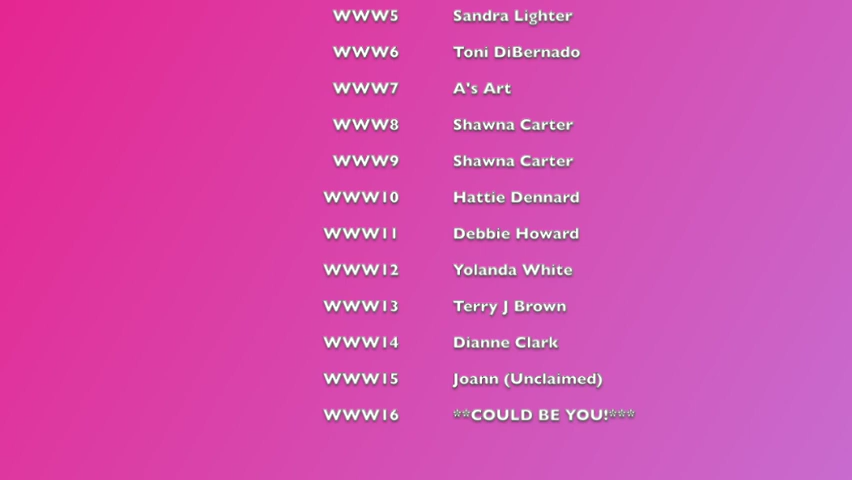 WWW5 Sandra Lighter
WWW6 Toni DiBernado
WWW7 A's Art
WWW8 Shawna Carter
WWW9 Shawna Carter
WWW10 Hattie Dennard
WWW11 Debbie Howard
WWW12 Yolanda White
WWW13 Terry J Brown
WWW14 Dianne Clark
WWW15 Joann (Unclaimed)
WWW16 **COULD BE YOU!***